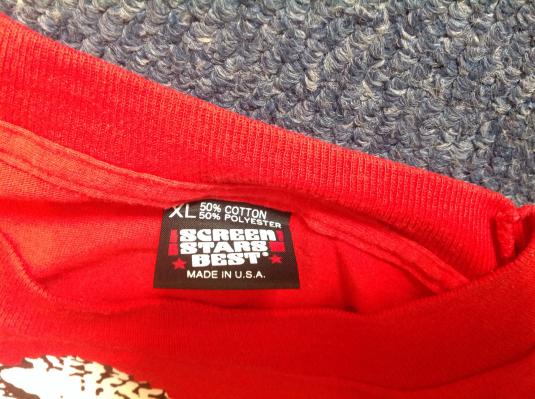 XL 50% COTTON
50% POLYESTER
SCREEN
STARS
BEST
MADE IN U.S.A.